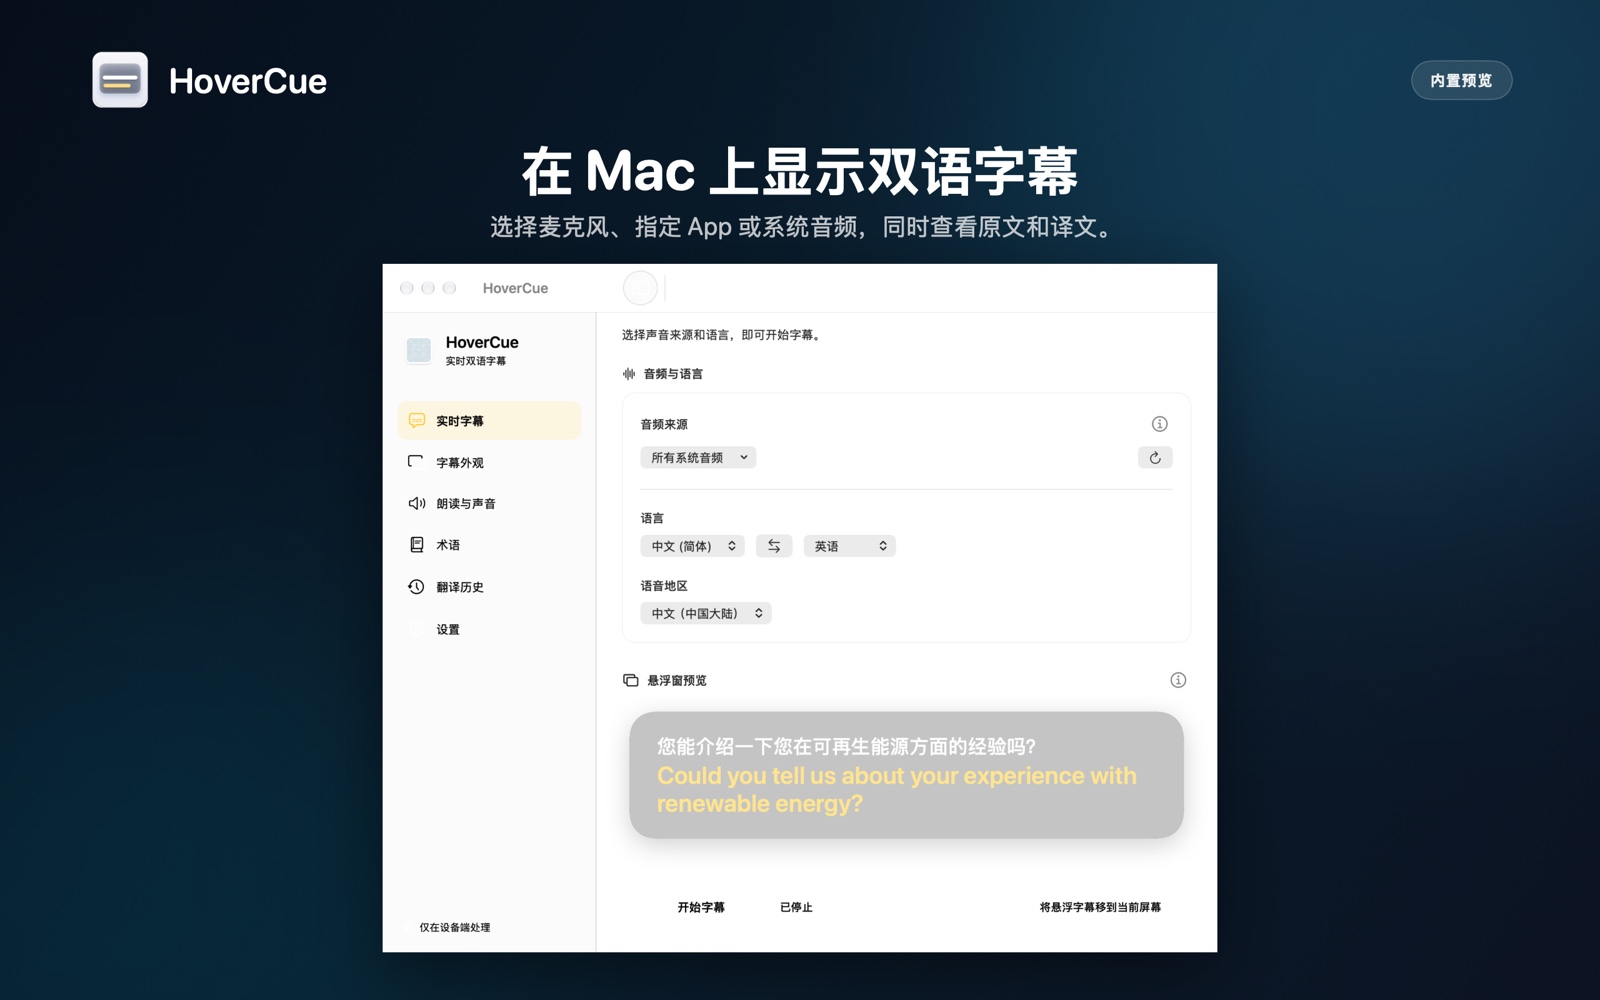 HoverCue
内置预览
在 Mac 上显示双语字幕
选择麦克风、指定 App 或系统音频，同时查看原文和译文。
HoverCue
HoverCue
实时双语字幕
实时字幕
字幕外观
朗读与声音
术语
翻译历史
设置
仅在设备端处理
选择声音来源和语言，即可开始字幕。
音频与语言
音频来源
所有系统音频
语言
中文 (简体)
英语
语音地区
中文（中国大陆）
悬浮窗预览
您能介绍一下您在可再生能源方面的经验吗？
Could you tell us about your experience with
renewable energy?
开始字幕
已停止
将悬浮字幕移到当前屏幕